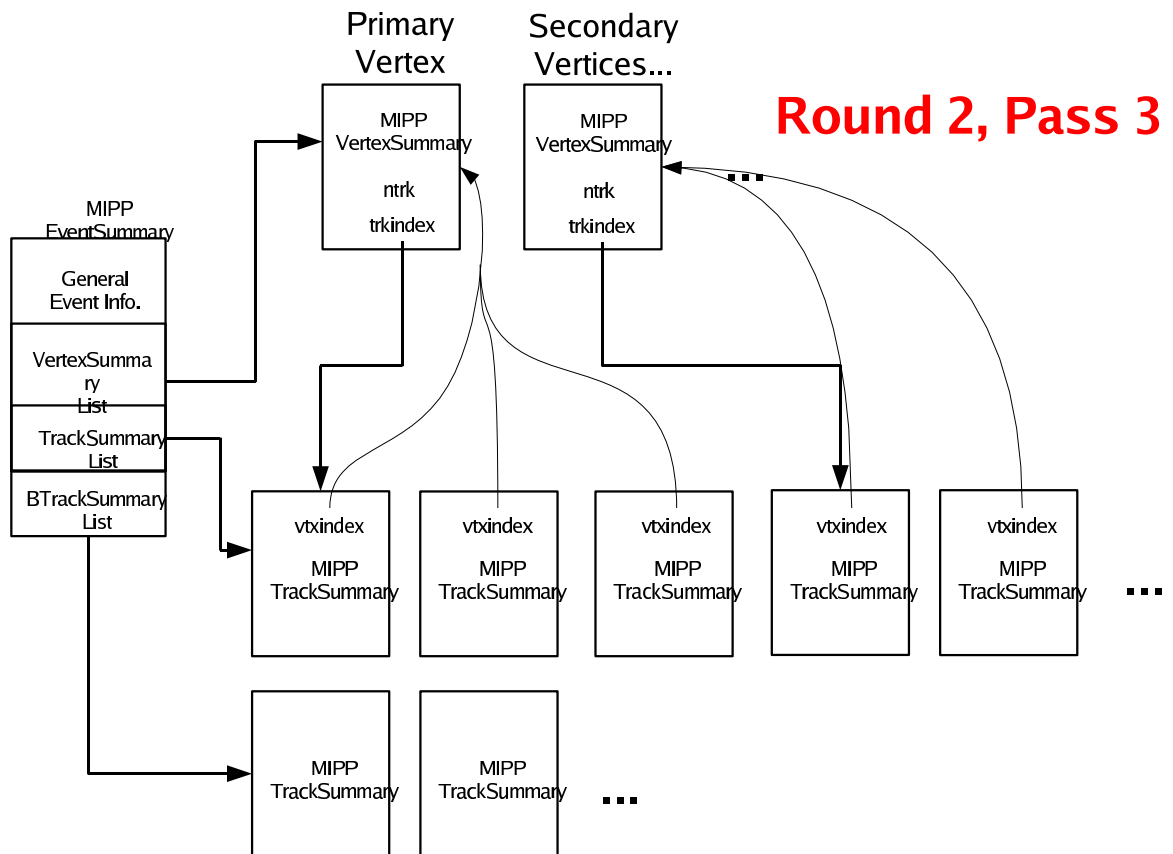 Primary
Vertex
Secondary
Vertices...
Round 2, Pass 3
MIPP
VertexSummary
ntrk
trkindex
MIPP
VertexSummary
ntrk
trkindex
...
MIPP
EventSummary
General
Event Info.
VertexSumma
ry
List
TrackSummary
List
BTrackSummary
List
vtxindex
MIPP
TrackSummary
vtxindex
MIPP
TrackSummary
vtxindex
MIPP
TrackSummary
vtxindex
MIPP
TrackSummary
vtxindex
MIPP
TrackSummary
...
MIPP
TrackSummary
MIPP
TrackSummary
...